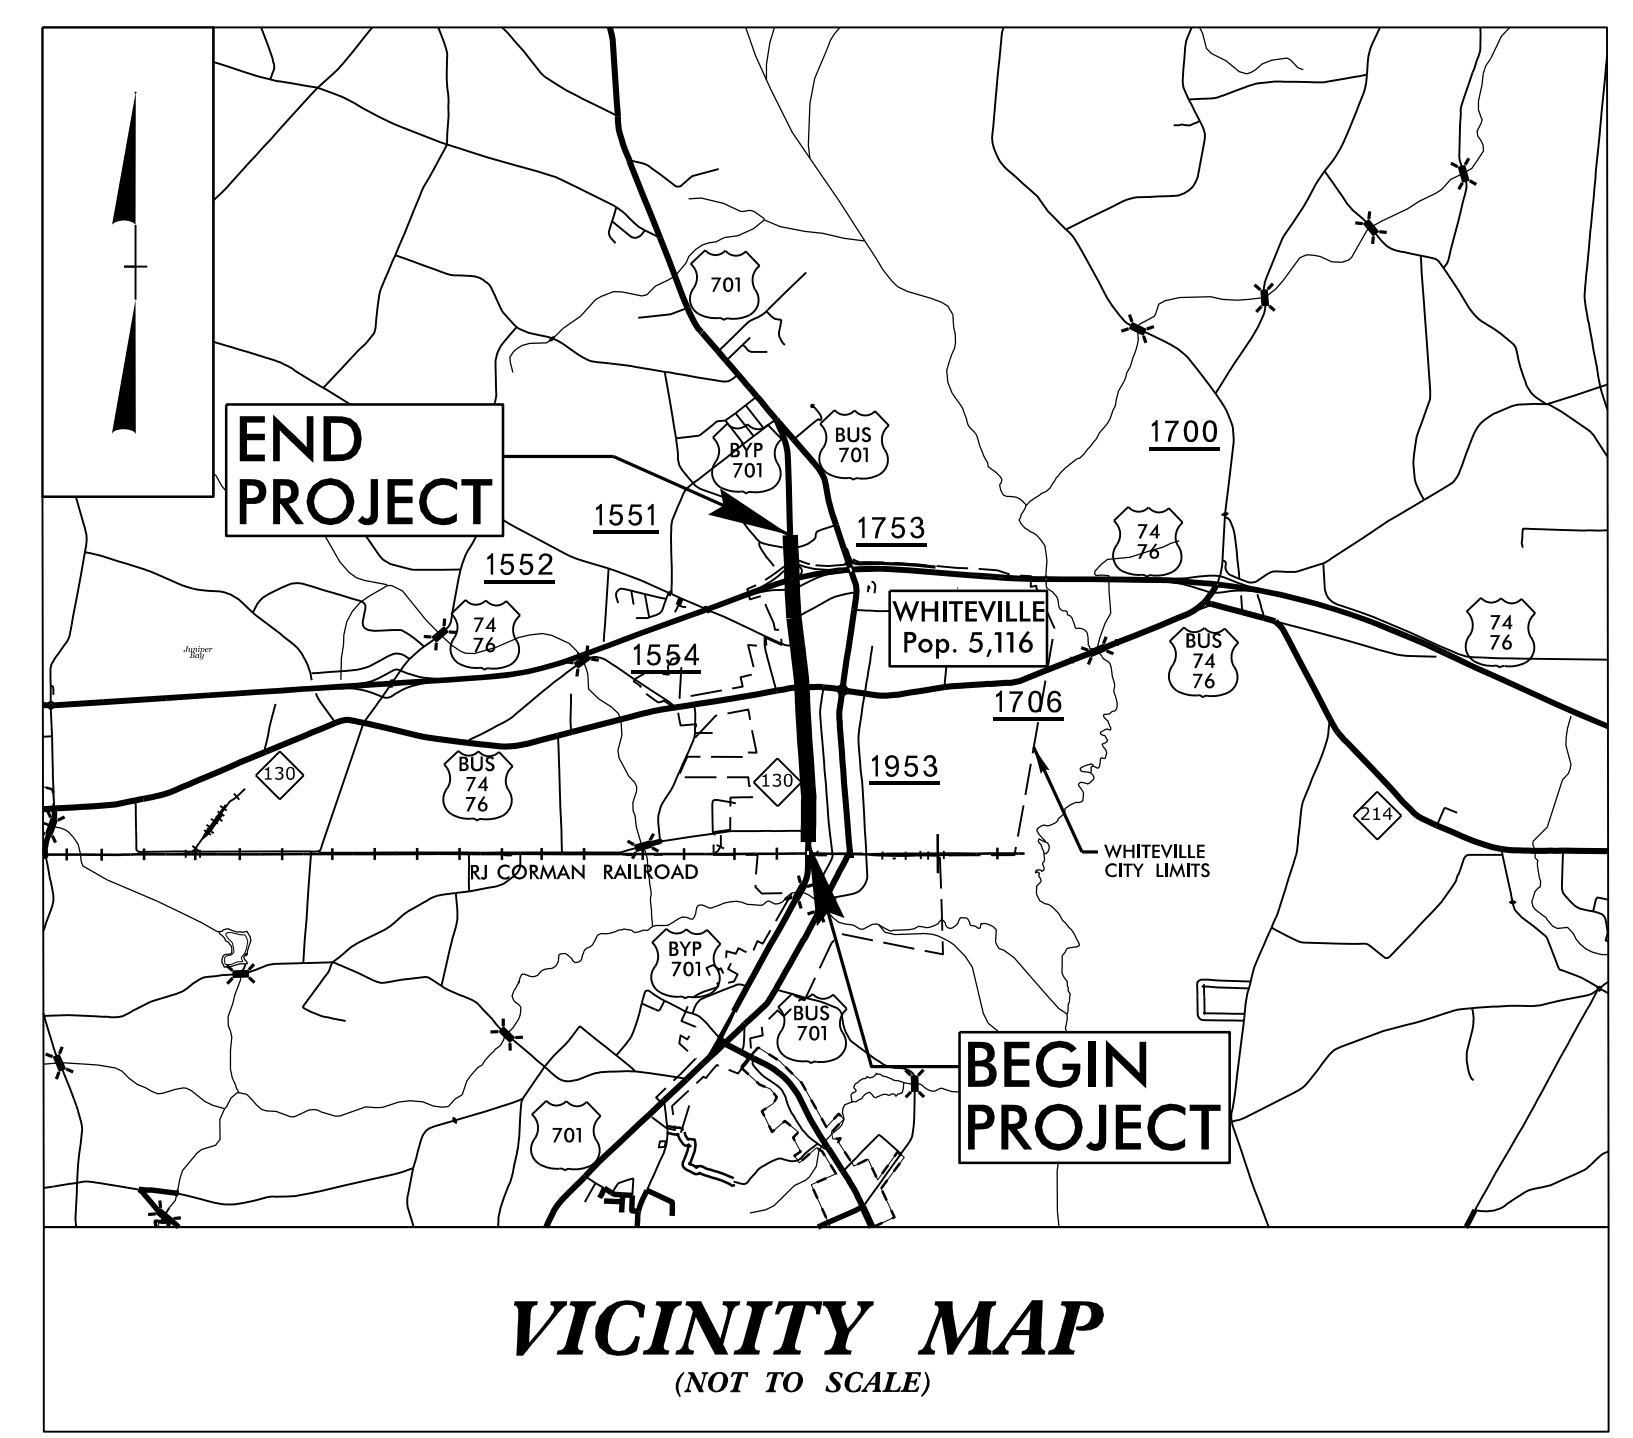 701
BYP
701
BUS
701
1700
END
PROJECT
1551
1753
74
76
1552
WHITEVILLE
Pop. 5,116
74
76
74
76
Juniper
Bay
1554
BUS
74
76
1706
130
BUS
74
76
130
1953
214
WHITEVILLE
CITY LIMITS
RJ CORMAN RAILROAD
BYP
701
BUS
701
BEGIN
PROJECT
701
VICINITY MAP
(NOT TO SCALE)